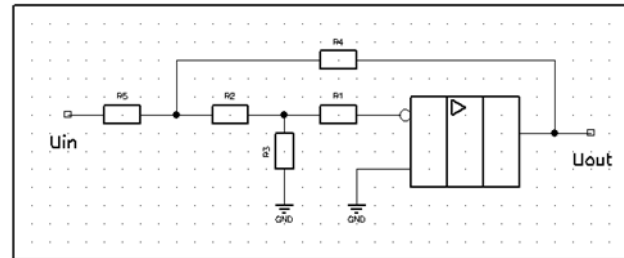 R4
R5 R2 R1
Uin
R3
Uout
GND GND